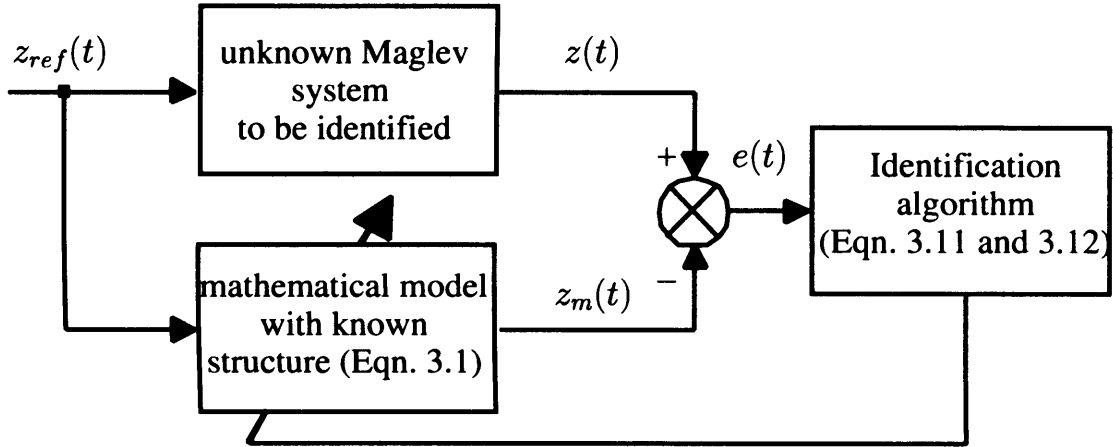 z_ref(t)
unknown Maglev
system
to be identified
z(t)
+
e(t)
Identification
algorithm
(Eqn. 3.11 and 3.12)
mathematical model
with known
structure (Eqn. 3.1)
z_m(t)
−